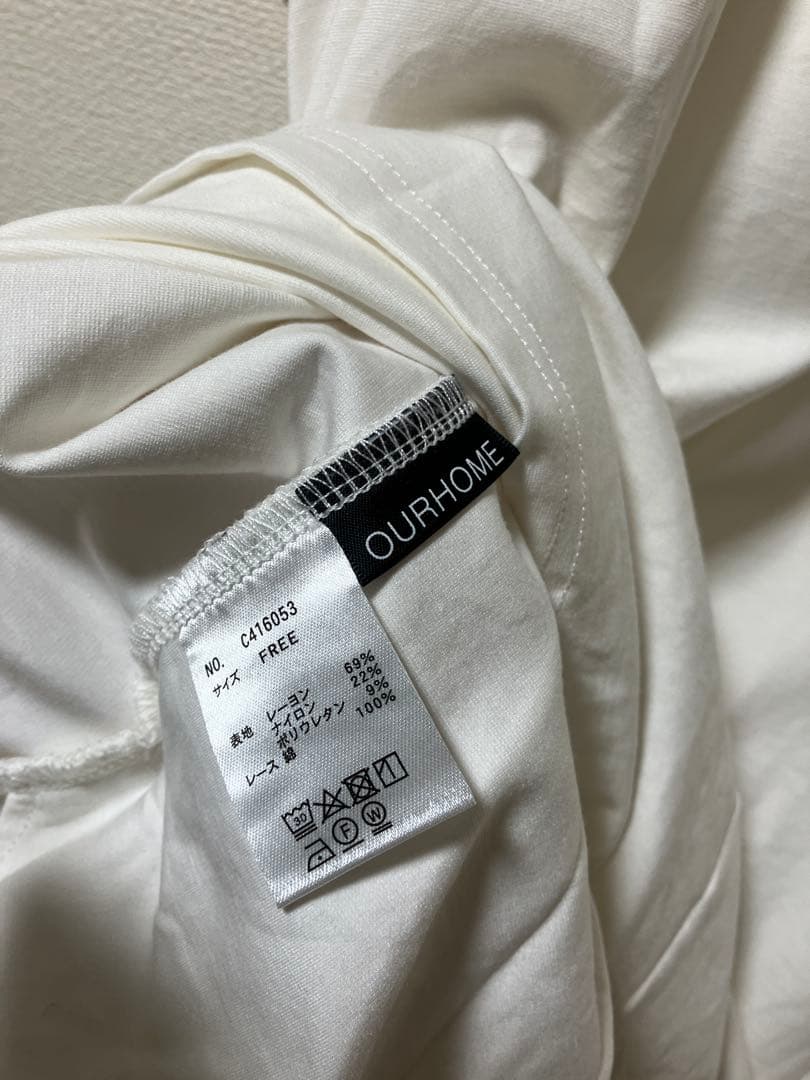 OURHOME
NO. C416053
サイズ FREE
表地 レーヨン 69%
ナイロン 22%
ポリウレタン 9%
レース 綿 100%
30
F W